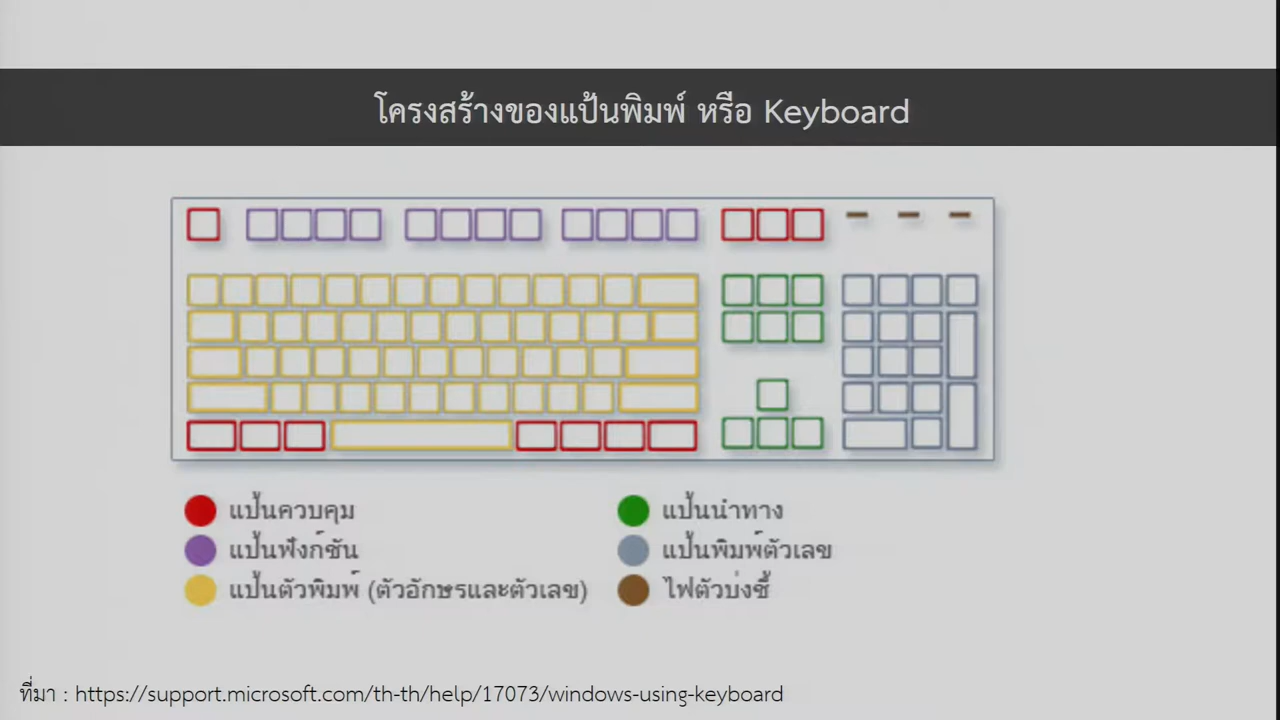 โครงสร้างของแป้นพิมพ์ หรือ Keyboard
แป้นควบคุม
แป้นฟังก์ชัน
แป้นตัวพิมพ์ (ตัวอักษรและตัวเลข)
แป้นนำทาง
แป้นพิมพ์ตัวเลข
ไฟตัวบ่งชี้
ที่มา : https://support.microsoft.com/th-th/help/17073/windows-using-keyboard